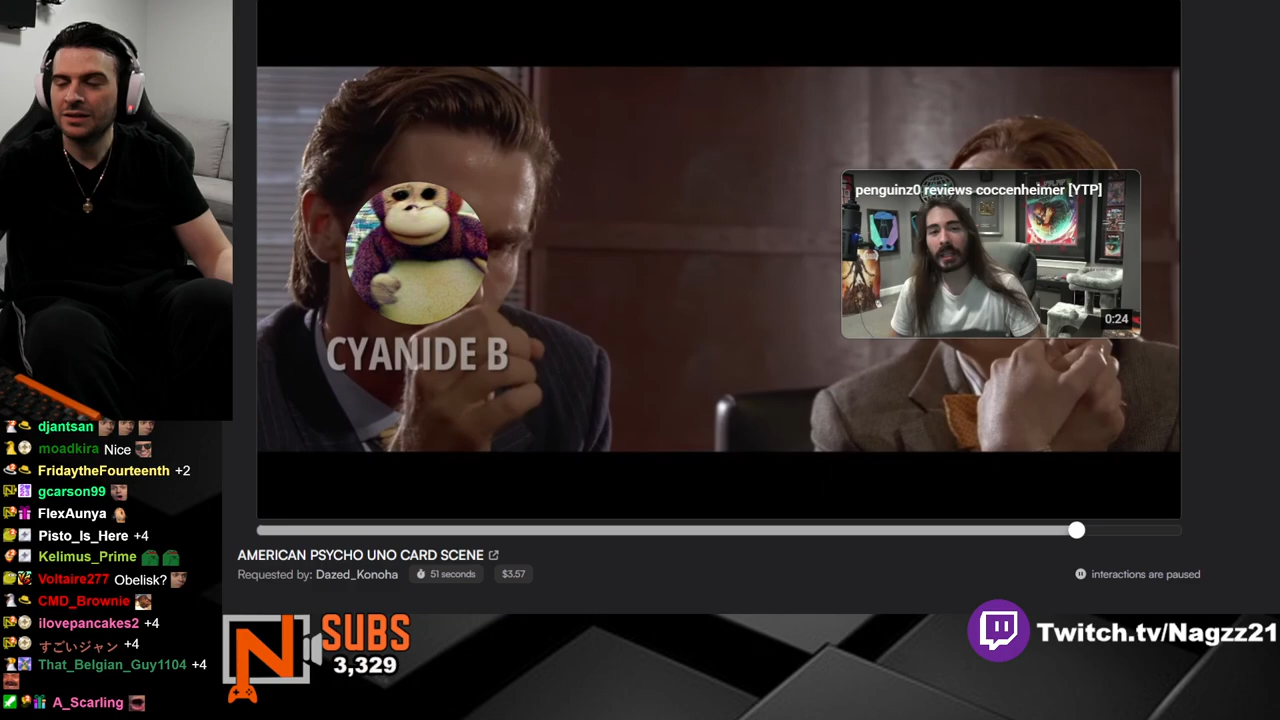 penguinz0 reviews coccenheimer [YTP]
0:24
CYANIDE B
djantsan
moadkira Nice
FridaytheFourteenth +2
gcarson99
FlexAunya
Pisto_Is_Here +4
Kelimus_Prime
Voltaire277 Obelisk?
CMD_Brownie
ilovepancakes2 +4
すごいジャン +4
That_Belgian_Guy1104 +4
A_Scarling
AMERICAN PSYCHO UNO CARD SCENE
Requested by: Dazed_Konoha 51 seconds $3.57
interactions are paused
N SUBS
3,329
Twitch.tv/Nagzz21